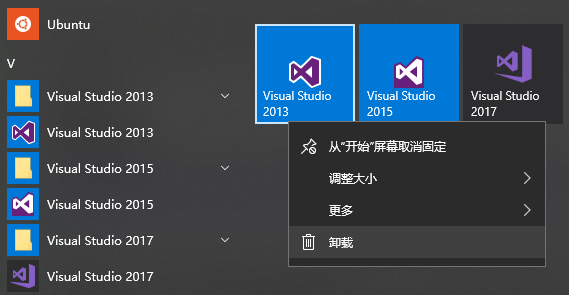 Ubuntu
V
Visual Studio 2013
Visual Studio 2013
Visual Studio 2015
Visual Studio 2015
Visual Studio 2017
Visual Studio 2017
Visual Studio
2013
Visual Studio
2015
Visual Studio
2017
从“开始”屏幕取消固定
调整大小
更多
卸载